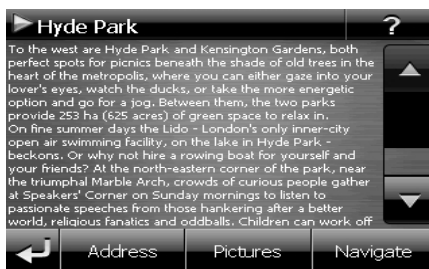 Hyde Park
?
To the west are Hyde Park and Kensington Gardens, both
perfect spots for picnics beneath the shade of old trees in the
heart of the metropolis, where you can either gaze into your
lover's eyes, watch the ducks, or take the more energetic
option and go for a jog. Between them, the two parks
provide 253 ha (625 acres) of green space to relax in.
On fine summer days the Lido - London's only inner-city
open air swimming facility, on the lake in Hyde Park -
beckons. Or why not hire a rowing boat for yourself and
your friends? At the north-eastern corner of the park, near
the triumphal Marble Arch, crowds of curious people gather
at Speakers' Corner on Sunday mornings to listen to
passionate speeches from those hankering after a better
world, religious fanatics and oddballs. Children can work off
Address
Pictures
Navigate